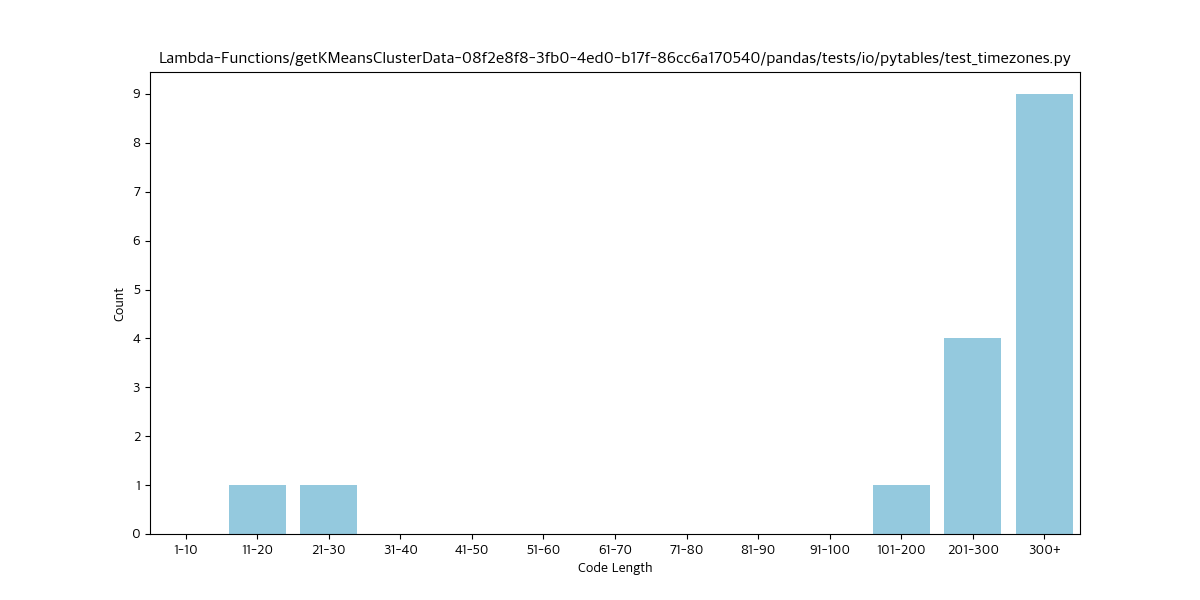 Lambda-Functions/getKMeansClusterData-08f2e8f8-3fb0-4ed0-b17f-86cc6a170540/pandas/tests/io/pytables/test_timezones.py
9
8
7
6
5
4
3
2
1
0
Count
1-10 11-20 21-30 31-40 41-50 51-60 61-70 71-80 81-90 91-100 101-200 201-300 300+
Code Length